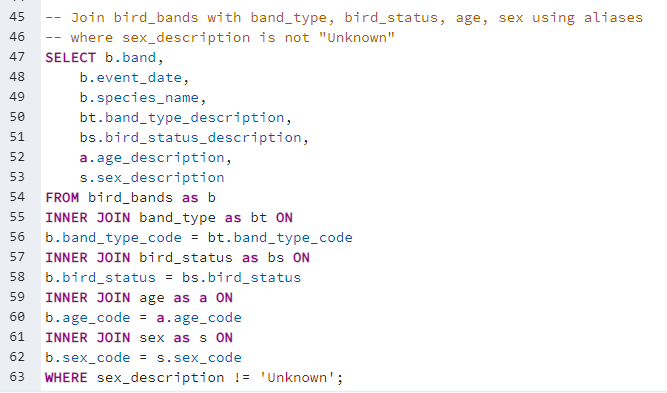 45 -- Join bird_bands with band_type, bird_status, age, sex using aliases
46 -- where sex_description is not "Unknown"
47 SELECT b.band,
48     b.event_date,
49     b.species_name,
50     bt.band_type_description,
51     bs.bird_status_description,
52     a.age_description,
53     s.sex_description
54 FROM bird_bands as b
55 INNER JOIN band_type as bt ON
56 b.band_type_code = bt.band_type_code
57 INNER JOIN bird_status as bs ON
58 b.bird_status = bs.bird_status
59 INNER JOIN age as a ON
60 b.age_code = a.age_code
61 INNER JOIN sex as s ON
62 b.sex_code = s.sex_code
63 WHERE sex_description != 'Unknown';